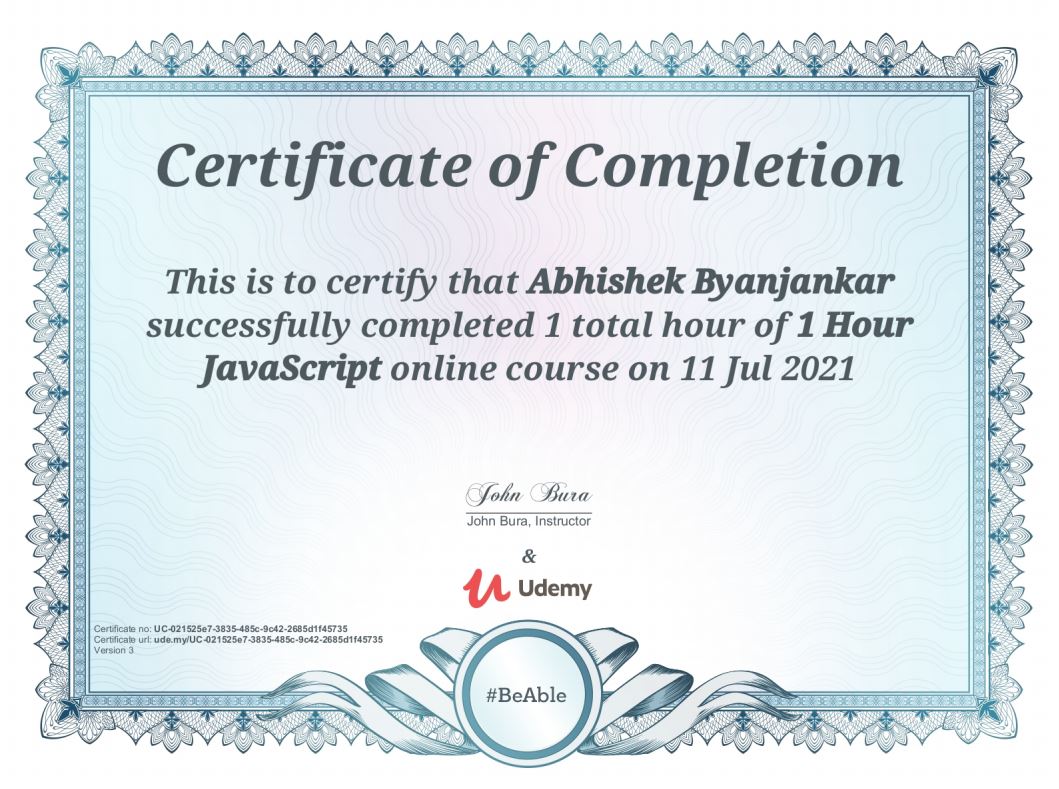 Certificate of Completion
This is to certify that Abhishek Byanjankar
successfully completed 1 total hour of 1 Hour
JavaScript online course on 11 Jul 2021
John Bura
John Bura, Instructor
&
Udemy
Certificate no: UC-021525e7-3835-485c-9c42-2685d1f45735
Certificate url: ude.my/UC-021525e7-3835-485c-9c42-2685d1f45735
Version 3
#BeAble